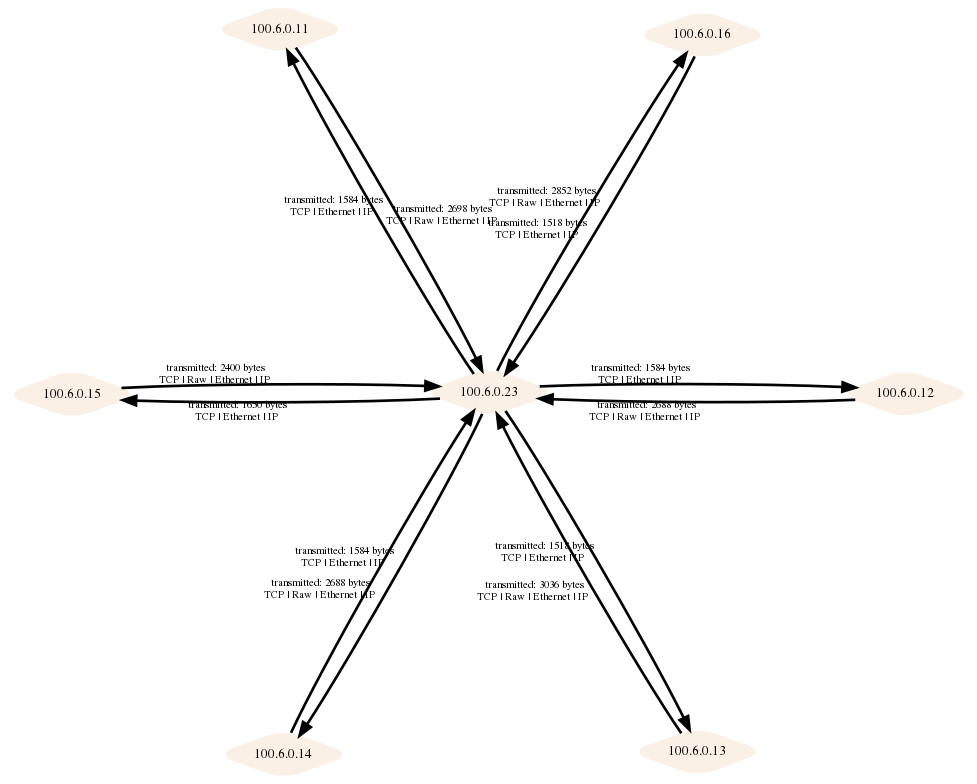 100.6.0.11
100.6.0.16
transmitted: 2852 bytes
TCP | Raw | Ethernet | IP
transmitted: 1584 bytes
TCP | Ethernet | IP
transmitted: 2698 bytes
TCP | Raw | Ethernet | IP
transmitted: 1518 bytes
TCP | Ethernet | IP
transmitted: 2400 bytes
TCP | Raw | Ethernet | IP
transmitted: 1584 bytes
TCP | Ethernet | IP
100.6.0.15
100.6.0.23
100.6.0.12
transmitted: 1650 bytes
TCP | Ethernet | IP
transmitted: 2688 bytes
TCP | Raw | Ethernet | IP
transmitted: 1584 bytes
TCP | Ethernet | IP
transmitted: 1518 bytes
TCP | Ethernet | IP
transmitted: 2688 bytes
TCP | Raw | Ethernet | IP
transmitted: 3036 bytes
TCP | Raw | Ethernet | IP
100.6.0.14
100.6.0.13